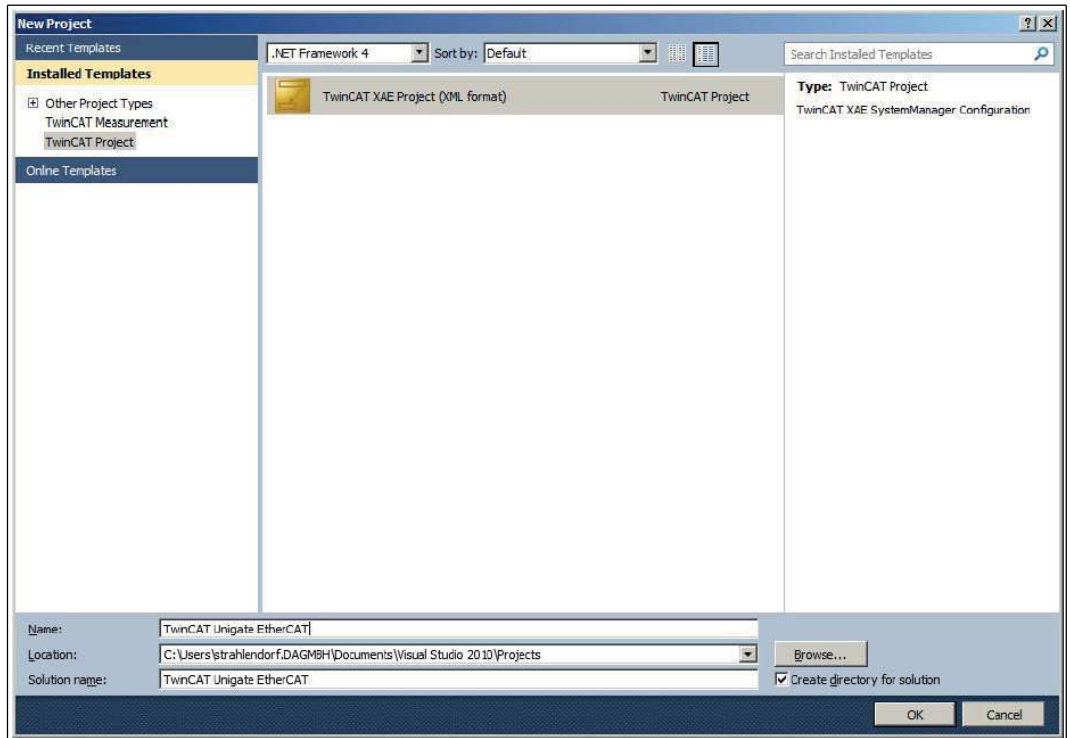 New Project
Recent Templates
.NET Framework 4 Sort by: Default
Search Installed Templates
Installed Templates
Other Project Types
TwinCAT Measurement
TwinCAT Project
Online Templates
TwinCAT XAE Project (XML format) TwinCAT Project
Type: TwinCAT Project
TwinCAT XAE SystemManager Configuration
Name: TwinCAT Unigate EtherCAT
Location: C:\Users\strahlendorf.DAGMBH\Documents\Visual Studio 2010\Projects
Browse...
Solution name: TwinCAT Unigate EtherCAT
Create directory for solution
OK Cancel